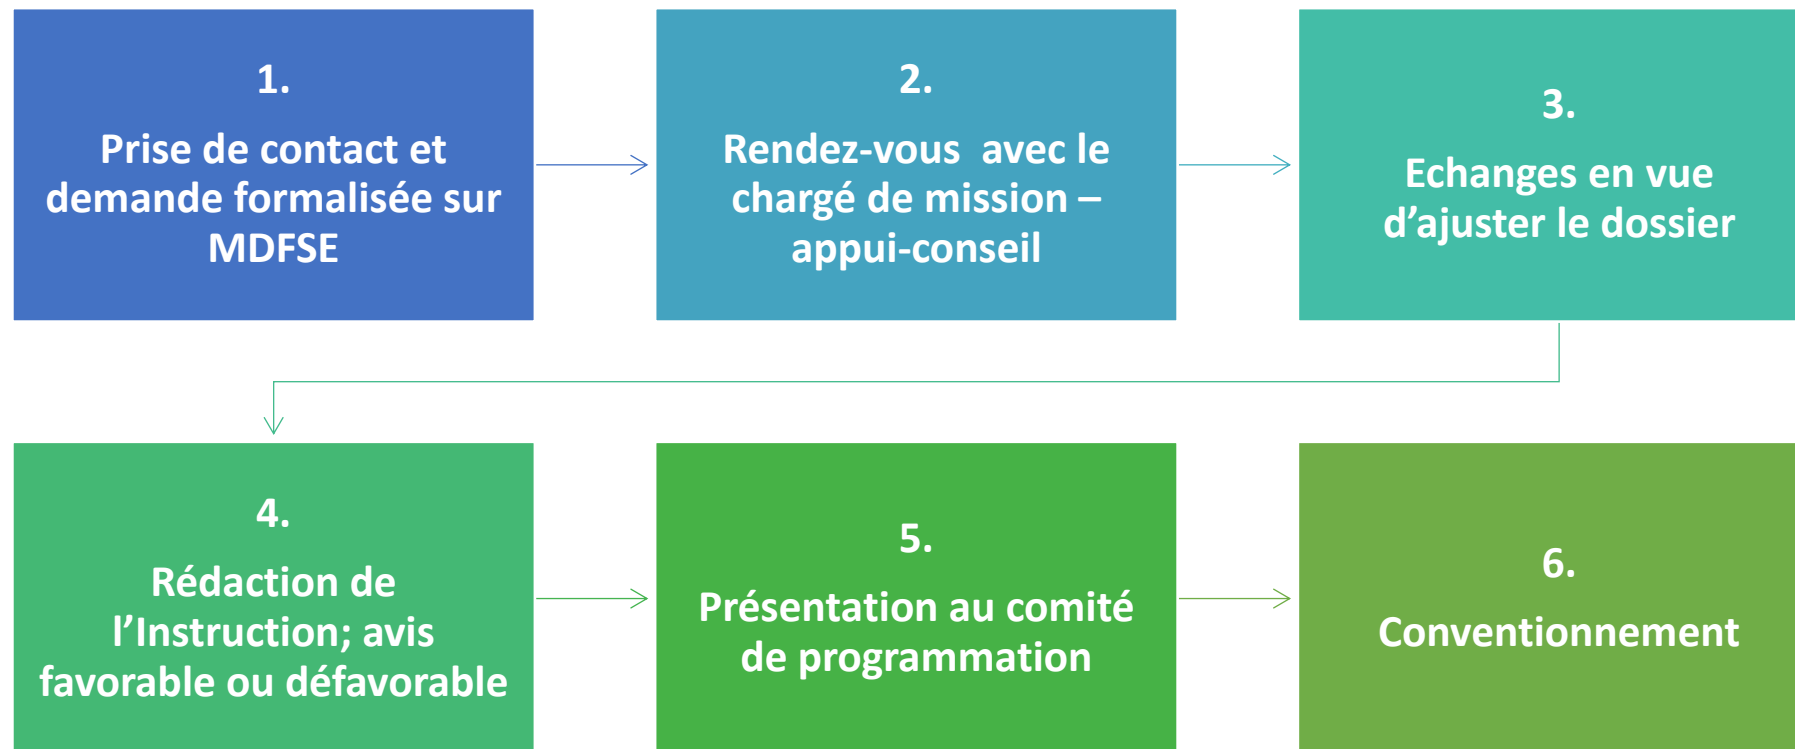 1.
Prise de contact et
demande formalisée sur
MDFSE
2.
Rendez-vous  avec le
chargé de mission –
appui-conseil
3.
Echanges en vue
d’ajuster le dossier
4.
Rédaction de
l’Instruction; avis
favorable ou défavorable
5.
Présentation au comité
de programmation
6.
Conventionnement